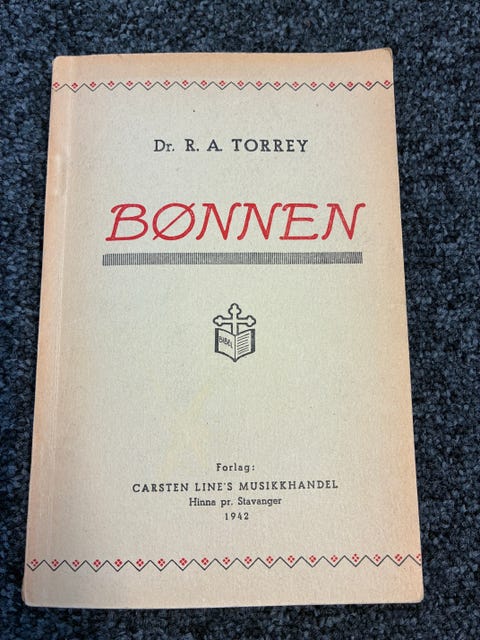 Dr. R. A. TORREY
BØNNEN
BIBEL
Forlag:
CARSTEN LINE'S MUSIKKHANDEL
Hinna pr. Stavanger
1942